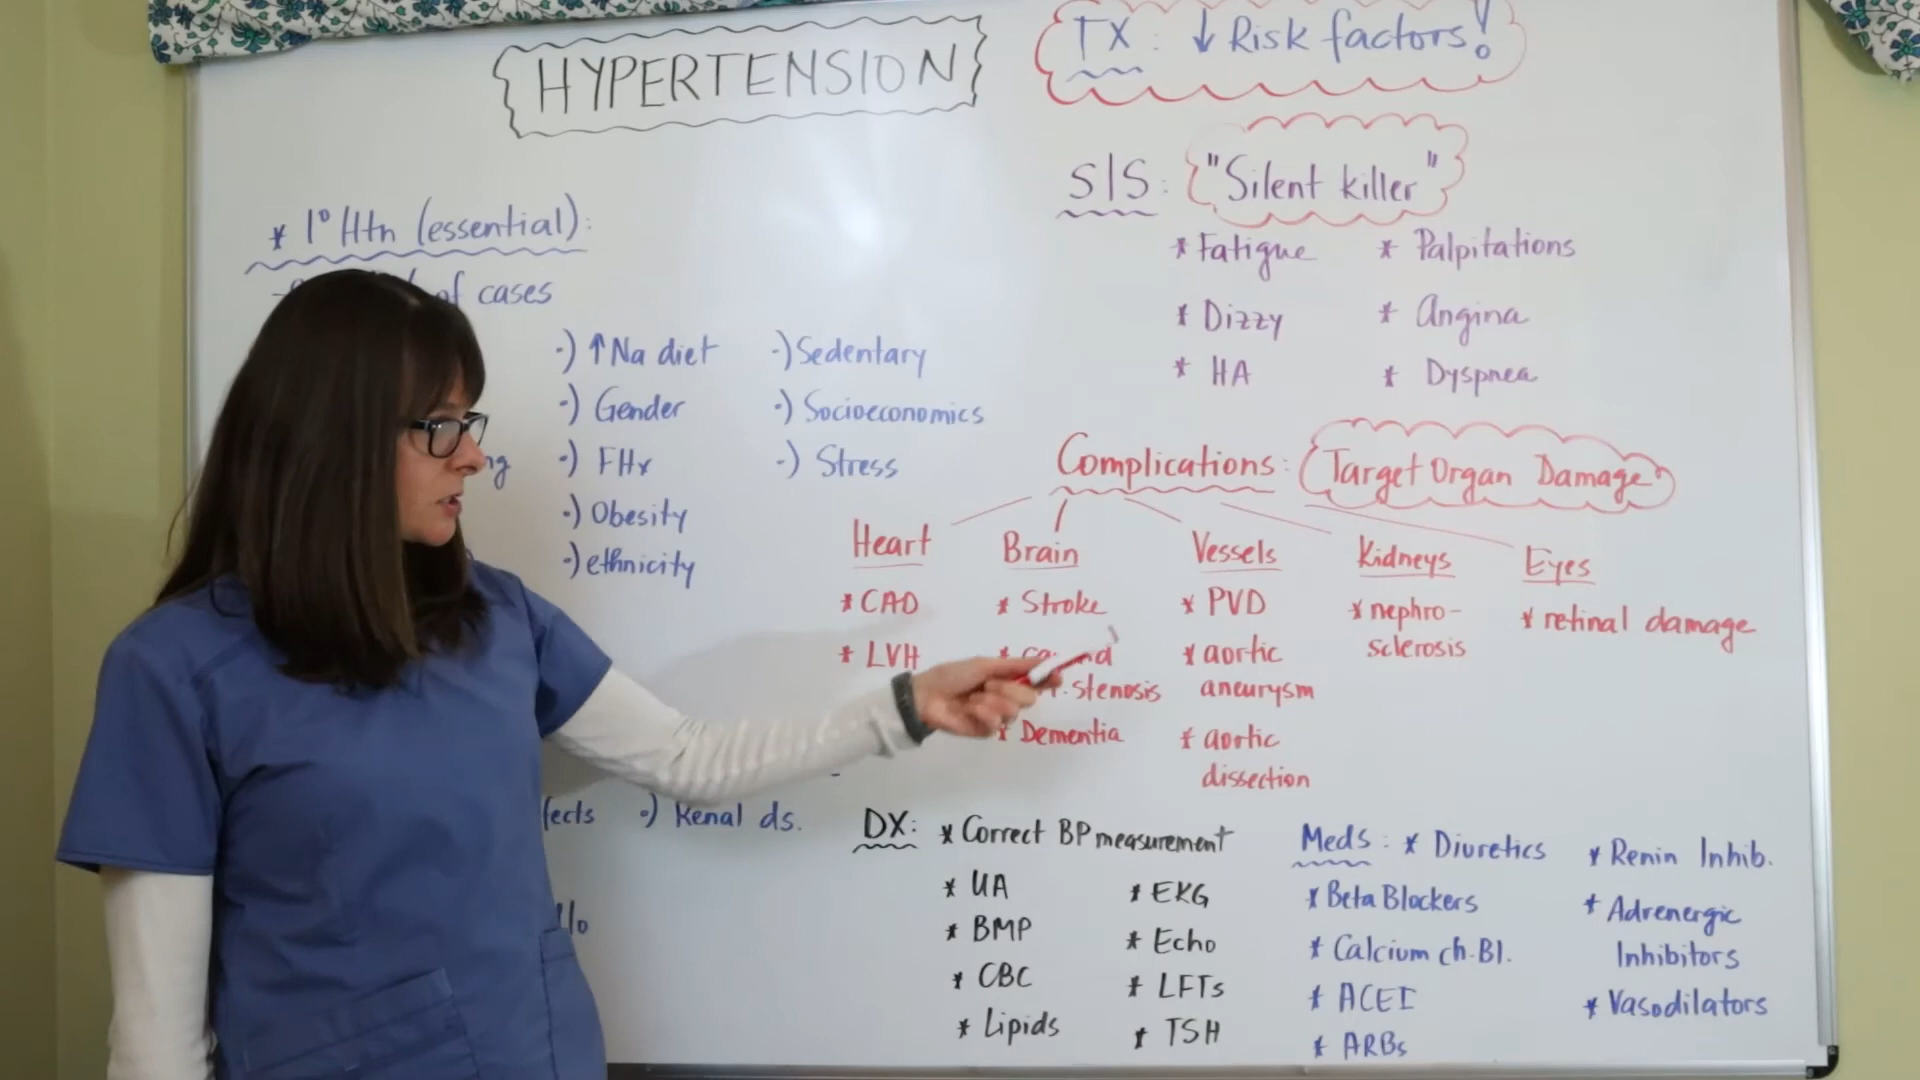 HYPERTENSION
TX: ↓ Risk factors!
S|S: "Silent killer"
* Fatigue
* Dizzy
* HA
* Palpitations
* Angina
* Dyspnea
* 1° Htn (essential):
of cases
·) ↑Na diet
·) Gender
·) FHx
·) Obesity
·) ethnicity
·) Sedentary
·) Socioeconomics
·) Stress
·) Renal ds.
Complications: Target Organ Damage
Heart
* CAD
* LVH
Brain
* Stroke
stenosis
* Dementia
Vessels
* PVD
* aortic
aneurysm
* aortic
dissection
Kidneys
* nephro-
sclerosis
Eyes
* retinal damage
DX: * Correct BP measurement
* UA
* BMP
* CBC
* Lipids
* EKG
* Echo
* LFTs
* TSH
Meds: * Diuretics
* Beta Blockers
* Calcium ch. Bl.
* ACEI
* ARBs
* Renin Inhib.
* Adrenergic
Inhibitors
* Vasodilators